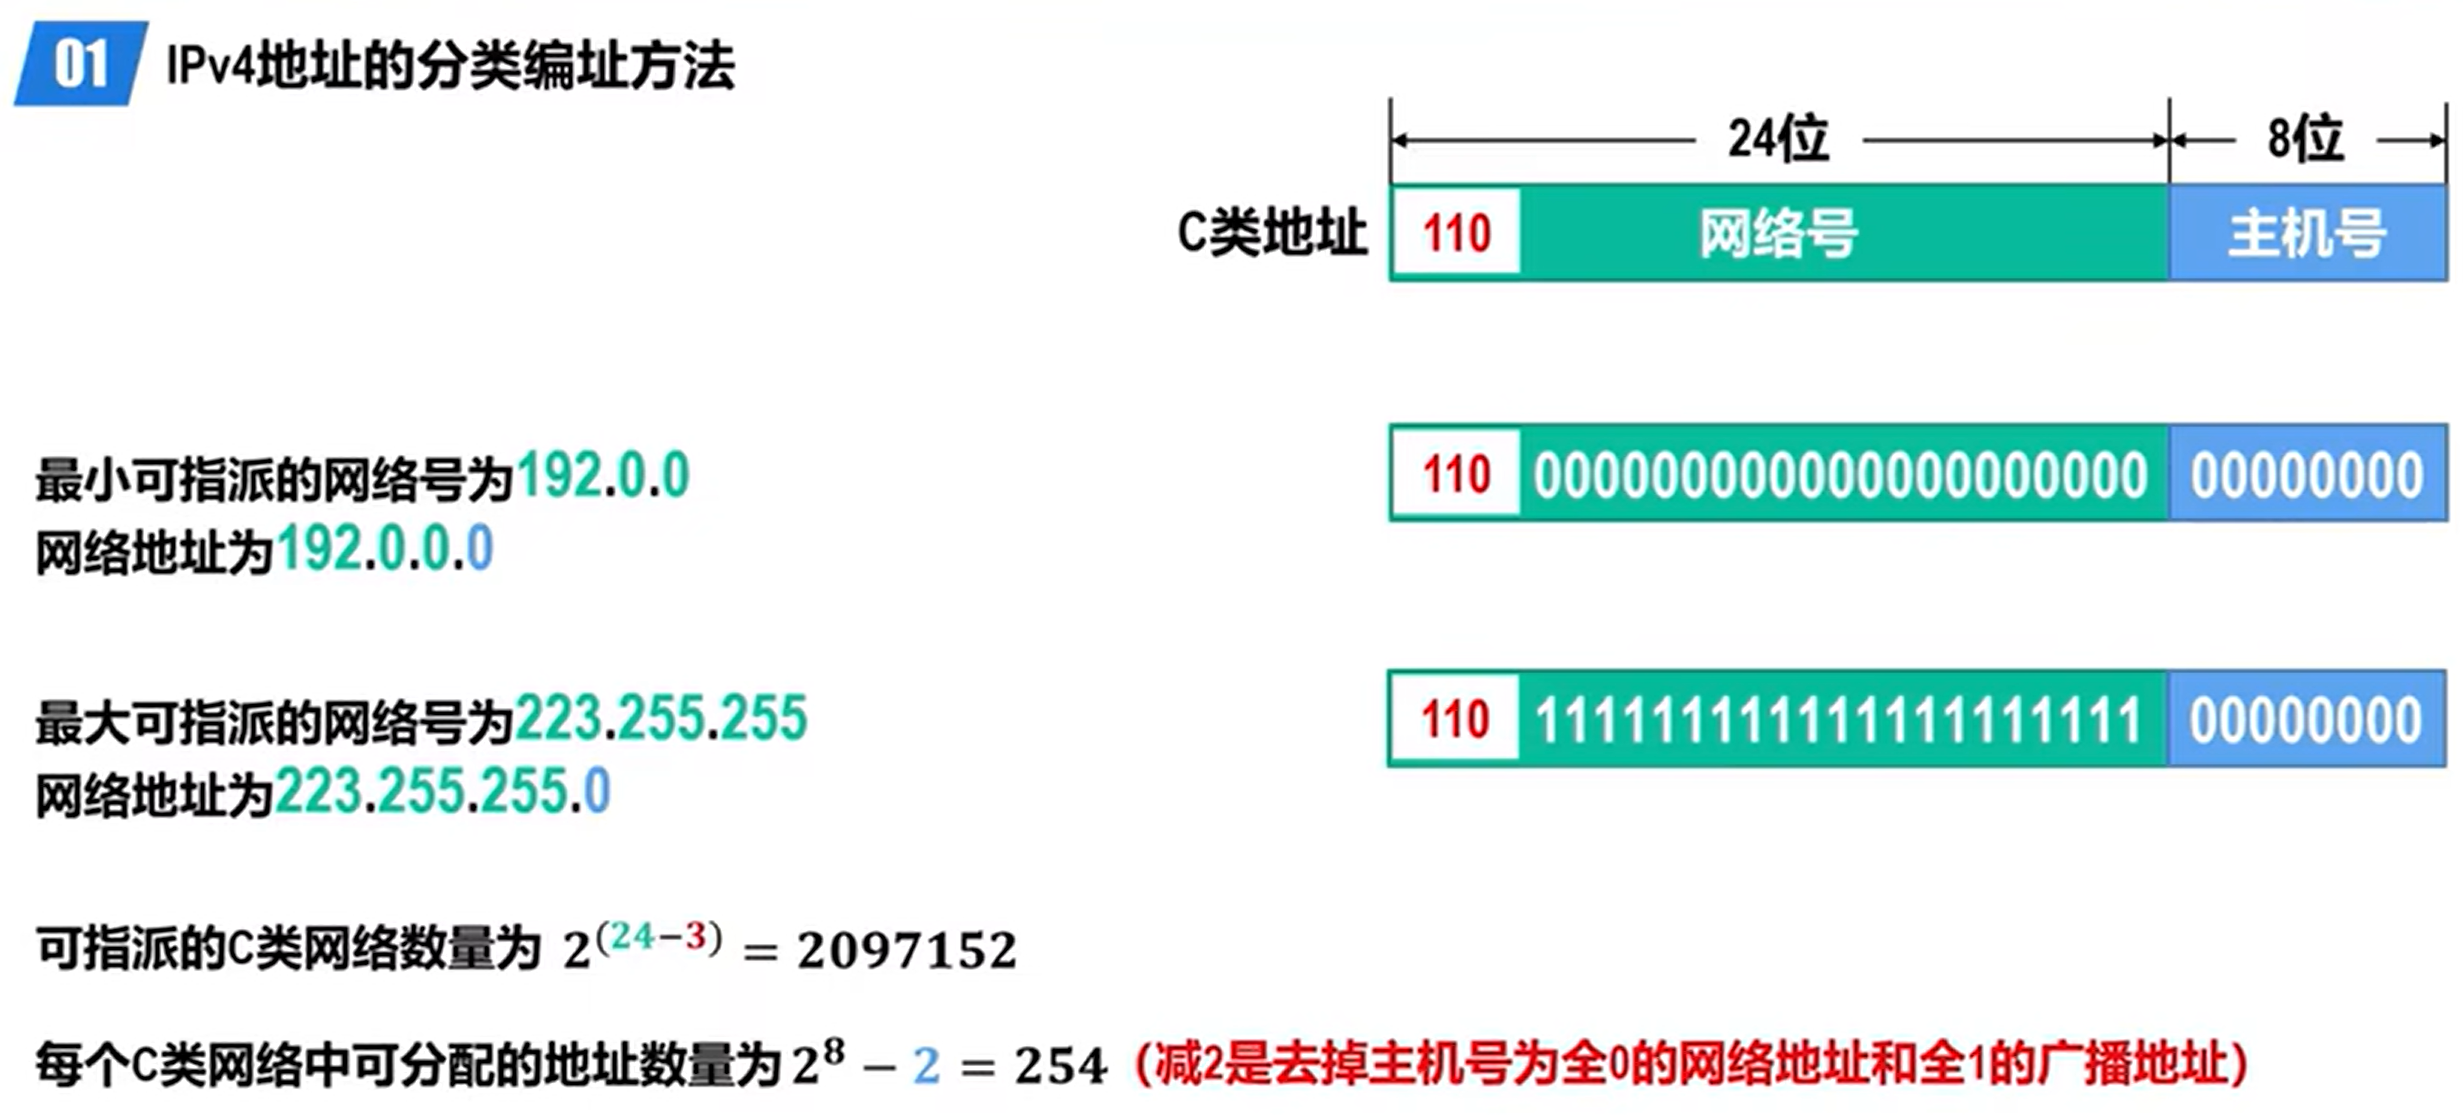 01 IPv4地址的分类编址方法
24位 8位
C类地址 110 网络号 主机号
最小可指派的网络号为192.0.0
网络地址为192.0.0.0
110 000000000000000000000 00000000
最大可指派的网络号为223.255.255
网络地址为223.255.255.0
110 111111111111111111111 00000000
可指派的C类网络数量为 2^(24−3) = 2097152
每个C类网络中可分配的地址数量为 2⁸ − 2 = 254 (减2是去掉主机号为全0的网络地址和全1的广播地址)